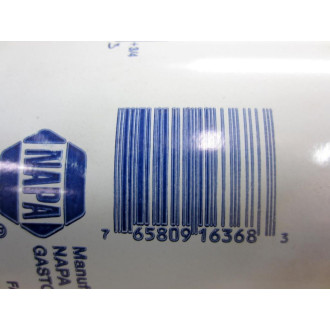 NAPA
®
7 65809 16368 3
Manuf
NAPA
GASTO